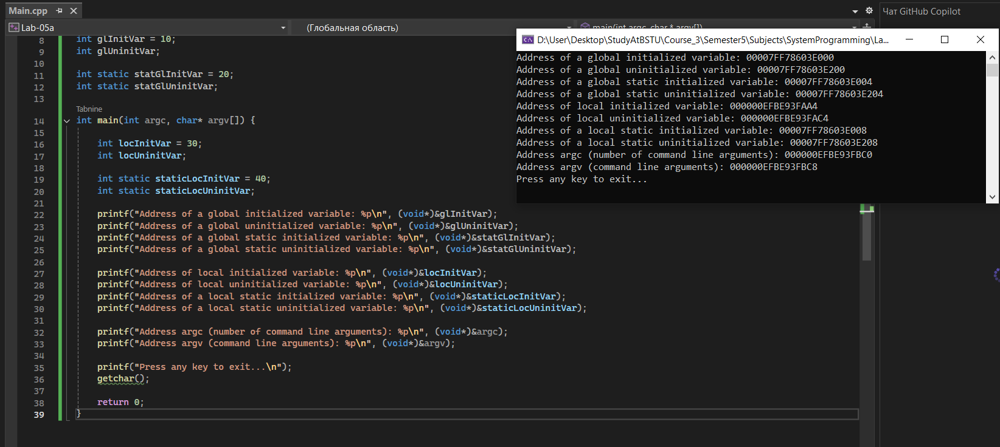 Main.cpp
Чат GitHub Copilot
Lab-05a
(Глобальная область)
main(int argc, char * argv[])
8 int glInitVar = 10;
9 int glUninitVar;
10
11 int static statGlInitVar = 20;
12 int static statGlUninitVar;
13
Tabnine
14 int main(int argc, char* argv[]) {
15
16 int locInitVar = 30;
17 int locUninitVar;
18
19 int static staticLocInitVar = 40;
20 int static staticLocUninitVar;
21
22 printf("Address of a global initialized variable: %p\n", (void*)&glInitVar);
23 printf("Address of a global uninitialized variable: %p\n", (void*)&glUninitVar);
24 printf("Address of a global static initialized variable: %p\n", (void*)&statGlInitVar);
25 printf("Address of a global static uninitialized variable: %p\n", (void*)&statGlUninitVar);
26
27 printf("Address of local initialized variable: %p\n", (void*)&locInitVar);
28 printf("Address of local uninitialized variable: %p\n", (void*)&locUninitVar);
29 printf("Address of a local static initialized variable: %p\n", (void*)&staticLocInitVar);
30 printf("Address of a local static uninitialized variable: %p\n", (void*)&staticLocUninitVar);
31
32 printf("Address argc (number of command line arguments): %p\n", (void*)&argc);
33 printf("Address argv (command line arguments): %p\n", (void*)&argv);
34
35 printf("Press any key to exit...\n");
36 getchar();
37
38 return 0;
39 }
D:\User\Desktop\StudyAtBSTU\Course_3\Semester5\Subjects\SystemProgramming\La...
Address of a global initialized variable: 00007FF78603E000
Address of a global uninitialized variable: 00007FF78603E200
Address of a global static initialized variable: 00007FF78603E004
Address of a global static uninitialized variable: 00007FF78603E204
Address of local initialized variable: 000000EFBE93FAA4
Address of local uninitialized variable: 000000EFBE93FAC4
Address of a local static initialized variable: 00007FF78603E008
Address of a local static uninitialized variable: 00007FF78603E208
Address argc (number of command line arguments): 000000EFBE93FBC0
Address argv (command line arguments): 000000EFBE93FBC8
Press any key to exit...